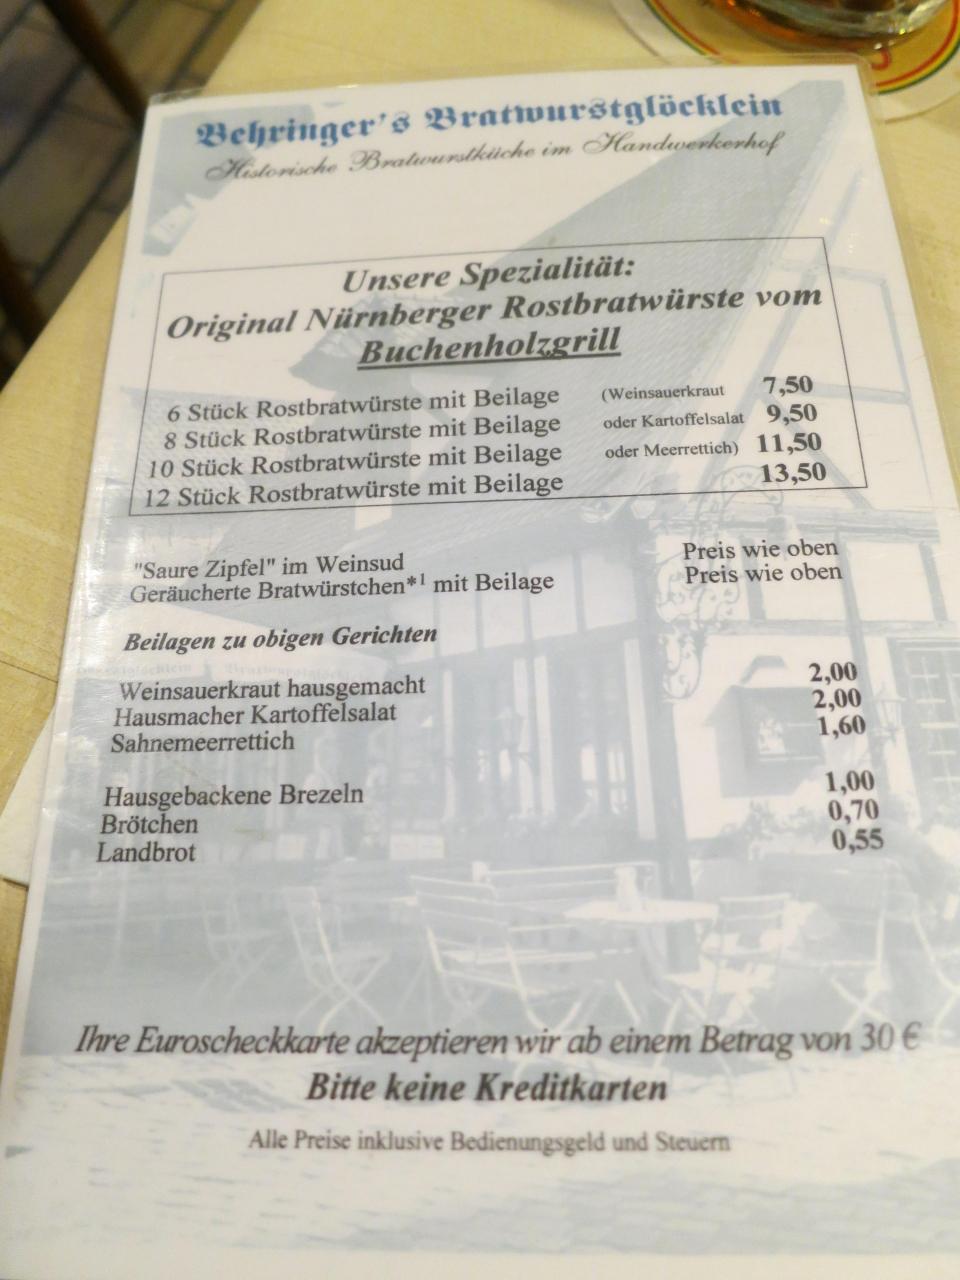 Behringer's Bratwurstglöcklein
Historische Bratwurstküche im Handwerkerhof
Unsere Spezialität:
Original Nürnberger Rostbratwürste vom
Buchenholzgrill
6 Stück Rostbratwürste mit Beilage (Weinsauerkraut 7,50
8 Stück Rostbratwürste mit Beilage oder Kartoffelsalat 9,50
10 Stück Rostbratwürste mit Beilage oder Meerrettich) 11,50
12 Stück Rostbratwürste mit Beilage 13,50
"Saure Zipfel" im Weinsud Preis wie oben
Geräucherte Bratwürstchen*¹ mit Beilage Preis wie oben
Beilagen zu obigen Gerichten
Weinsauerkraut hausgemacht 2,00
Hausmacher Kartoffelsalat 2,00
Sahnemeerrettich 1,60
Hausgebackene Brezeln 1,00
Brötchen 0,70
Landbrot 0,55
Ihre Euroscheckkarte akzeptieren wir ab einem Betrag von 30 €
Bitte keine Kreditkarten
Alle Preise inklusive Bedienungsgeld und Steuern